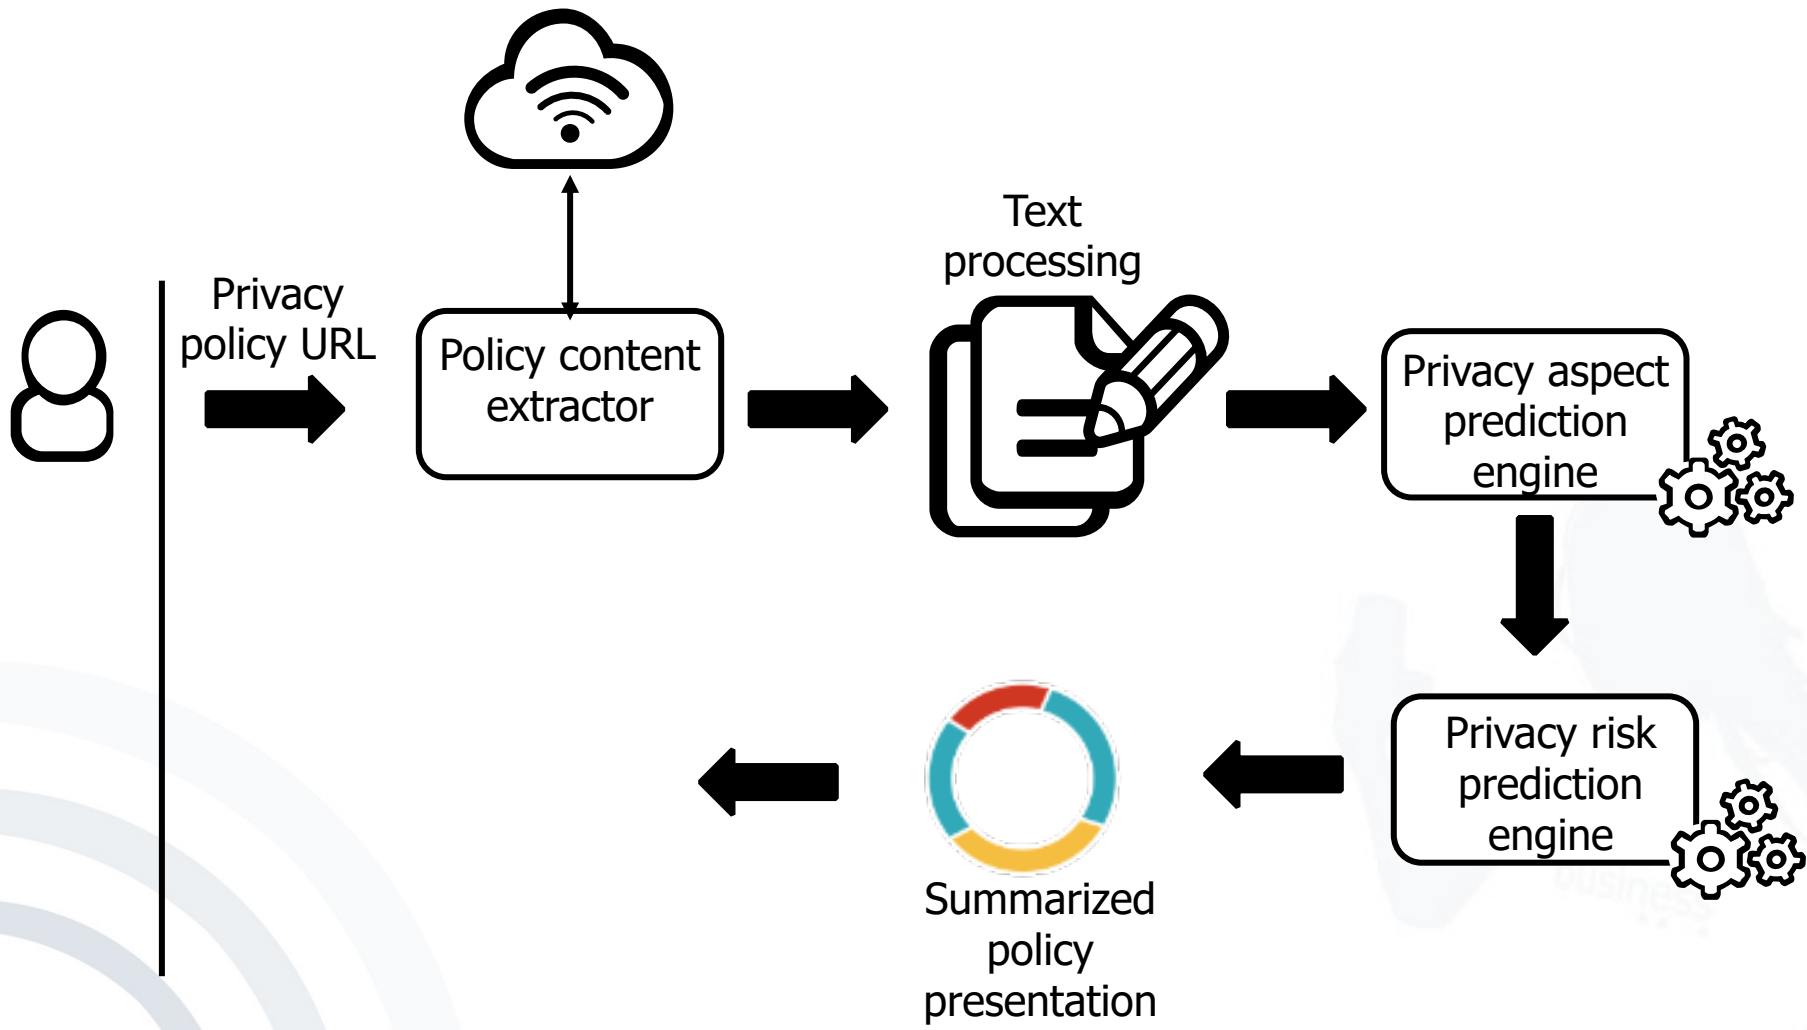 Privacy
policy URL
Policy content
extractor
Text
processing
Privacy aspect
prediction
engine
Privacy risk
prediction
engine
business
Summarized
policy
presentation